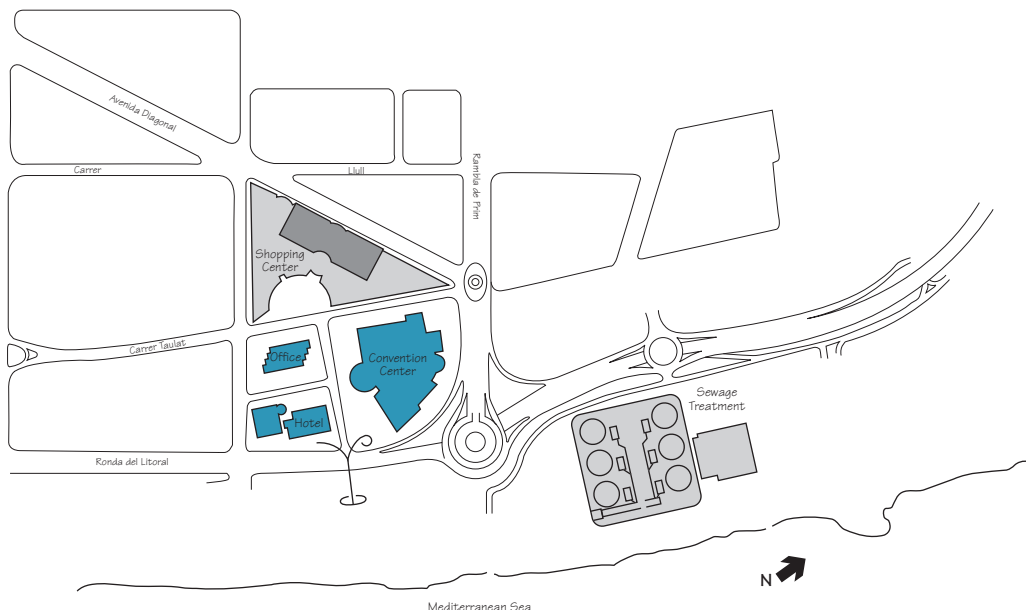 Avenida Diagonal
Carrer
Llull
Rambla de Prim
Shopping
Center
Carrer Taulat
Office
Convention
Center
Hotel
Sewage
Treatment
Ronda del Litoral
N
Mediterranean Sea